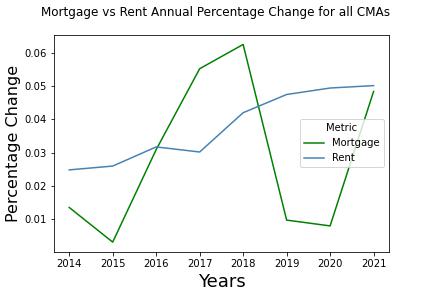 Mortgage vs Rent Annual Percentage Change for all CMAs
Percentage Change
0.06
0.05
0.04
0.03
0.02
0.01
Metric
Mortgage
Rent
2014 2015 2016 2017 2018 2019 2020 2021
Years